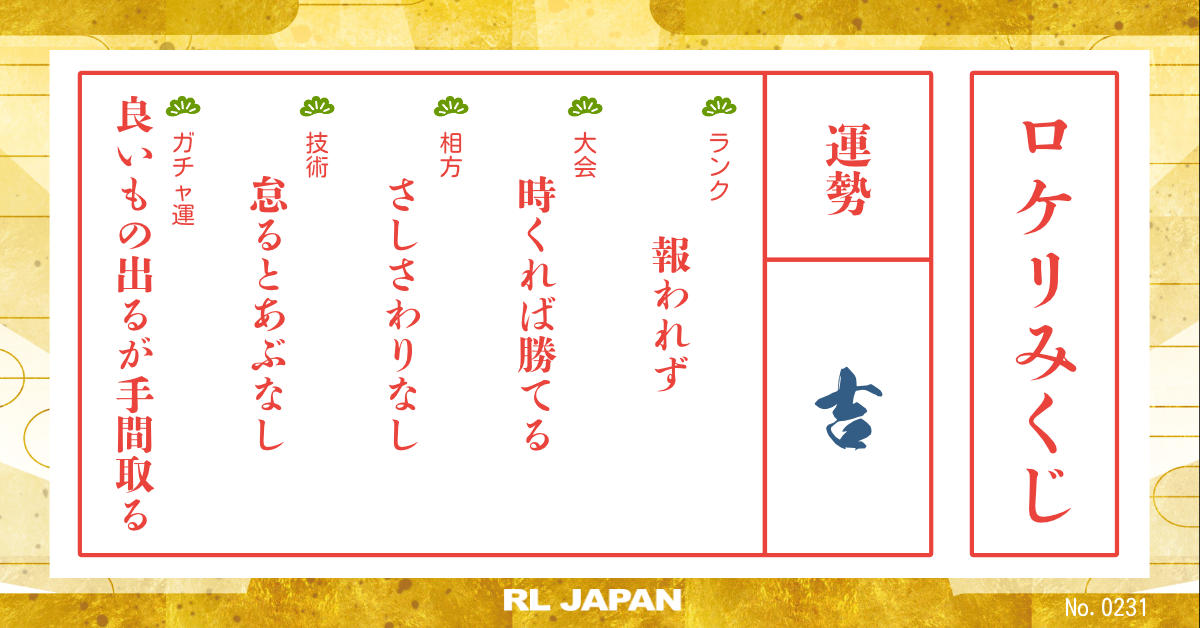 ロケリみくじ
運勢
吉
ランク
報われず
大会
時くれば勝てる
相方
さしさわりなし
技術
怠るとあぶなし
ガチャ運
良いもの出るが手間取る
RL JAPAN
No. 0231